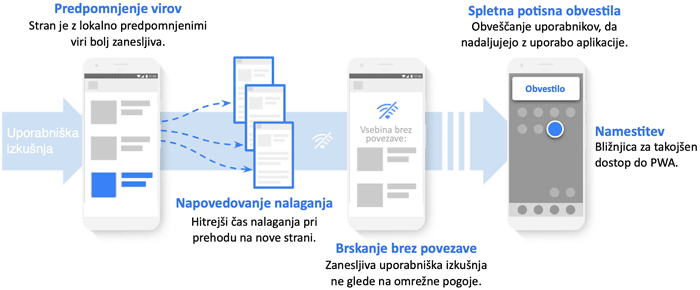 Predpomnjenje virov
Stran je z lokalno predpomnjenimi
viri bolj zanesljiva.
Uporabniška
izkušnja
Napovedovanje nalaganja
Hitrejši čas nalaganja pri
prehodu na nove strani.
Vsebina brez
povezave:
Brskanje brez povezave
Zanesljiva uporabniška izkušnja
ne glede na omrežne pogoje.
Spletna potisna obvestila
Obveščanje uporabnikov, da
nadaljujejo z uporabo aplikacije.
Obvestilo
Namestitev
Bližnjica za takojšen
dostop do PWA.